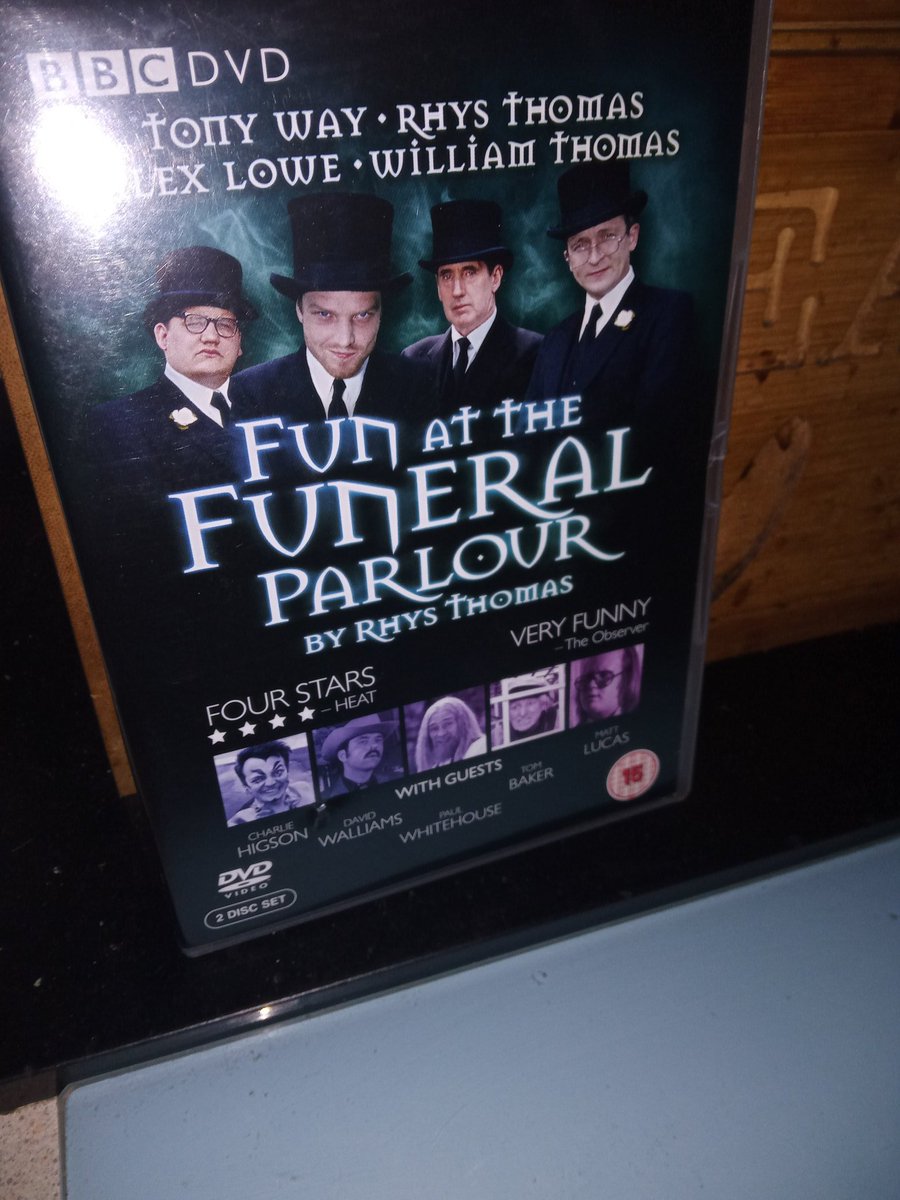 BBC DVD
TONY WAY • RHYS THOMAS
LEX LOWE • WILLIAM THOMAS
FUN AT THE
FUNERAL
PARLOUR
BY RHYS THOMAS
VERY FUNNY
– The Observer
FOUR STARS
★★★★ – HEAT
WITH GUESTS
CHARLIE
HIGSON
DAVID
WALLIAMS
PAUL
WHITEHOUSE
TOM
BAKER
MATT
LUCAS
15
DVD
VIDEO
2 DISC SET